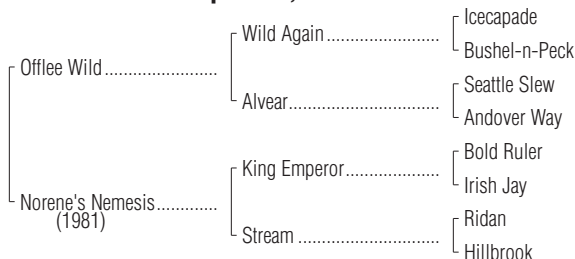 Icecapade
Wild Again
Bushel-n-Peck
Offlee Wild
Seattle Slew
Alvear
Andover Way
Bold Ruler
King Emperor
Irish Jay
Norene's Nemesis
(1981)
Ridan
Stream
Hillbrook